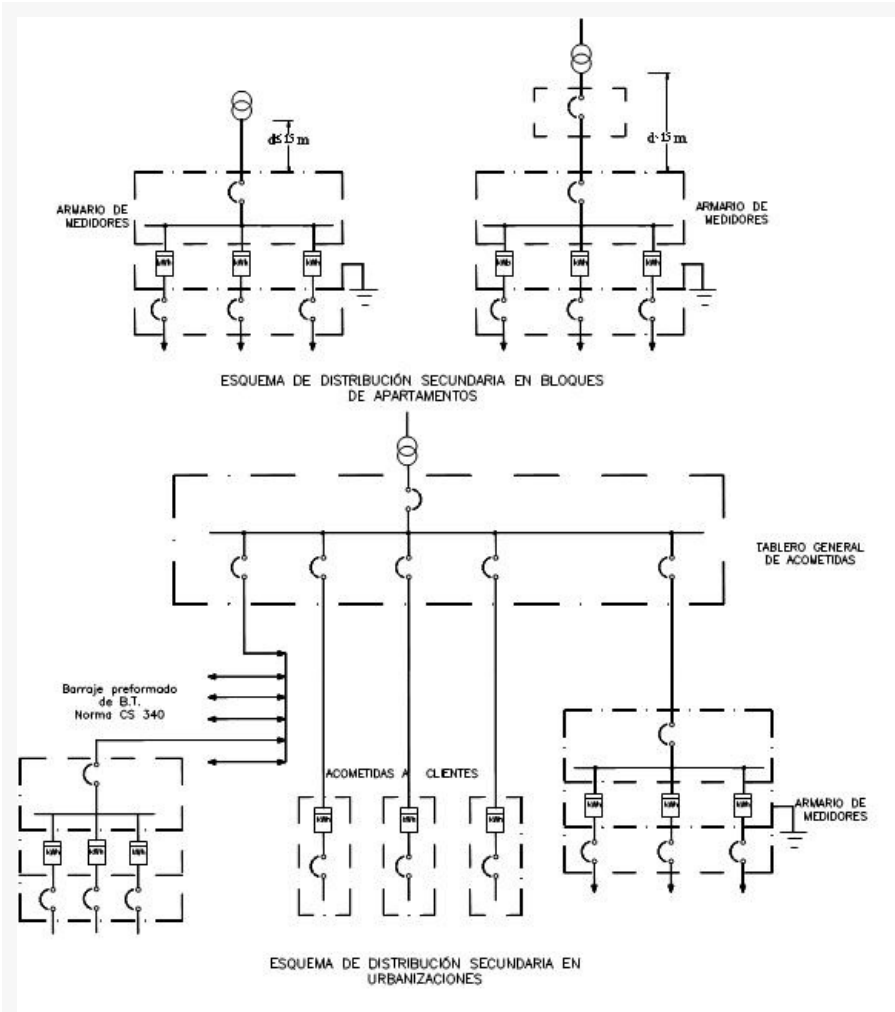 d≤ 15 m
d> 15 m
ARMARIO DE
MEDIDORES
ARMARIO DE
MEDIDORES
kWh
kWh
kWh
kWh
kWh
kWh
ESQUEMA DE DISTRIBUCIÓN SECUNDARIA EN BLOQUES
DE APARTAMENTOS
TABLERO GENERAL
DE ACOMETIDAS
Barraje preformado
de B.T.
Norma CS 340
ACOMETIDAS A CLIENTES
kWh
kWh
kWh
kWh
kWh
kWh
ARMARIO DE
MEDIDORES
kWh
kWh
kWh
ESQUEMA DE DISTRIBUCIÓN SECUNDARIA EN
URBANIZACIONES